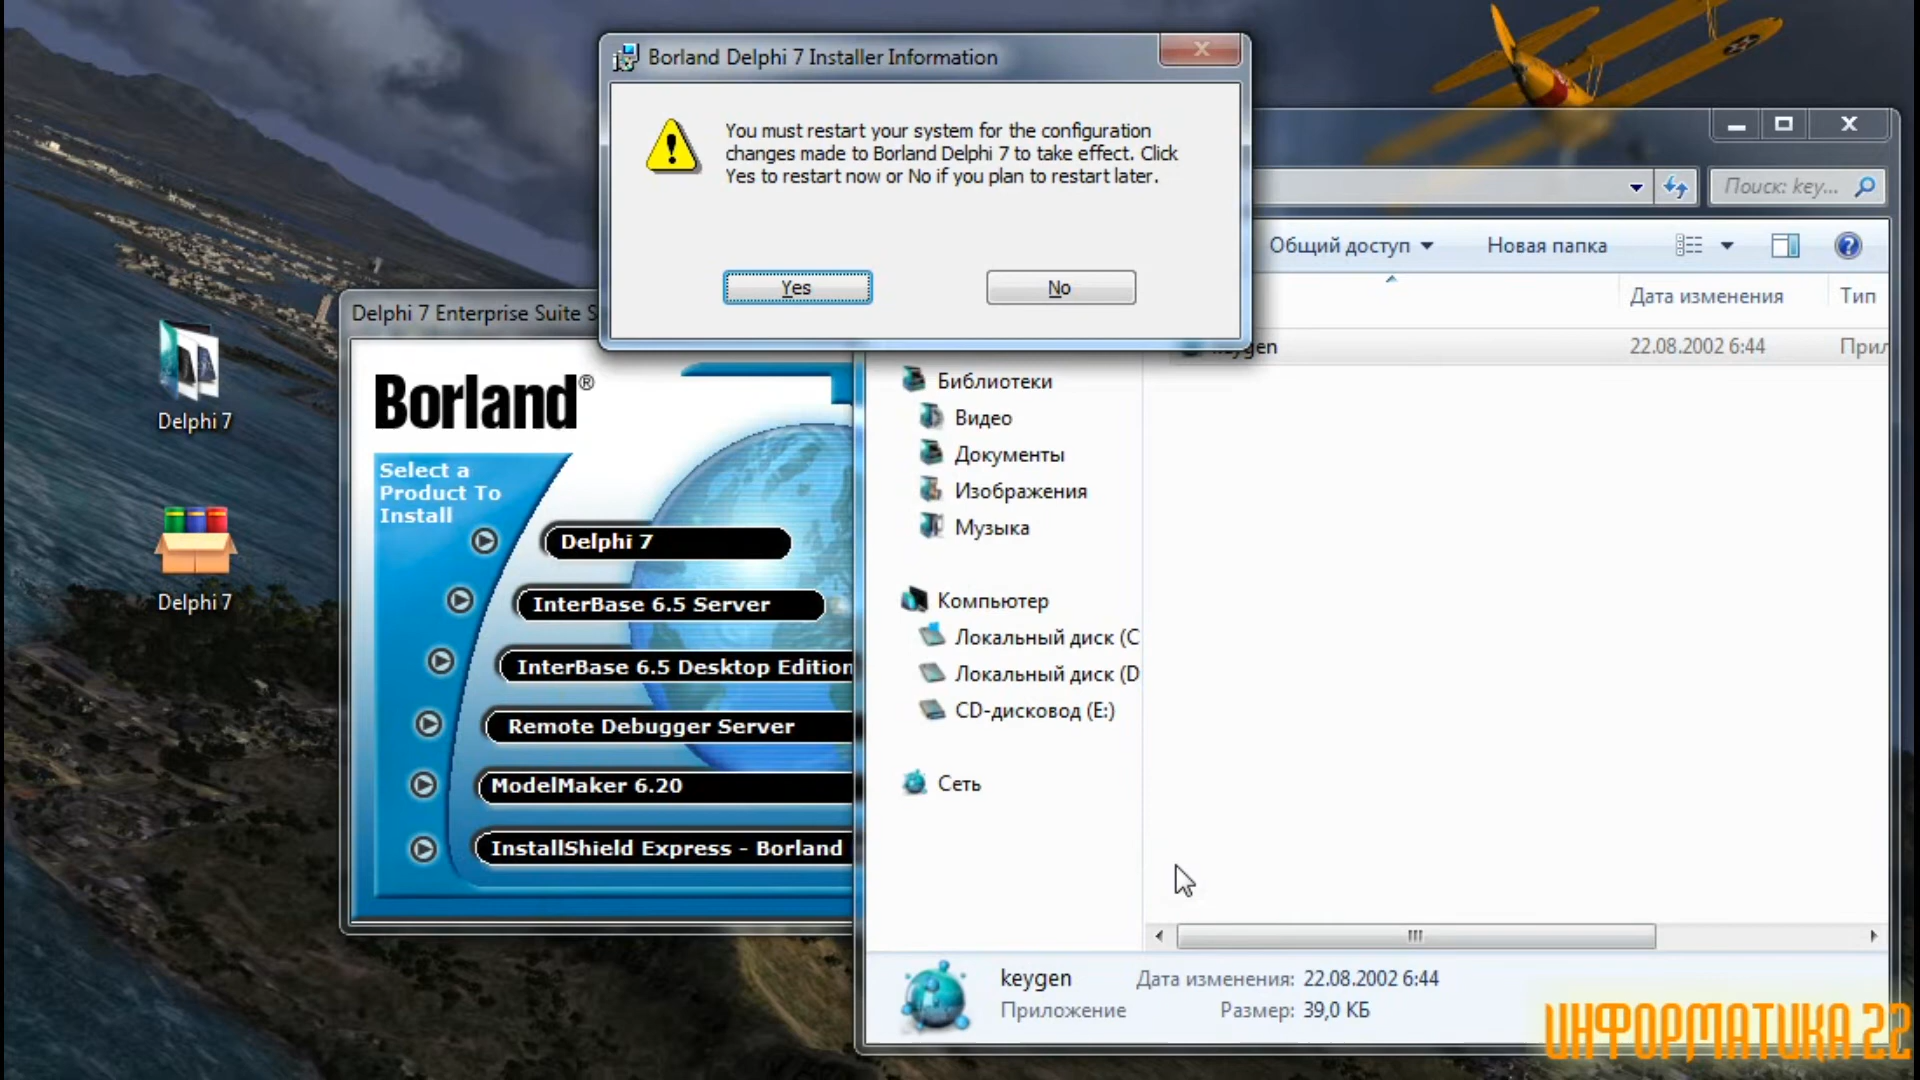 Borland Delphi 7 Installer Information
You must restart your system for the configuration
changes made to Borland Delphi 7 to take effect. Click
Yes to restart now or No if you plan to restart later.
Yes
No
Поиск: key...
Общий доступ
Новая папка
Дата изменения
Тип
22.08.2002 6:44
Delphi 7
Delphi 7
Delphi 7 Enterprise Suite S
Borland®
Select a
Product To
Install
Delphi 7
InterBase 6.5 Server
InterBase 6.5 Desktop Edition
Remote Debugger Server
ModelMaker 6.20
InstallShield Express - Borland
Библиотеки
Видео
Документы
Изображения
Музыка
Компьютер
Локальный диск (C
Локальный диск (D
CD-дисковод (E:)
Сеть
keygen
Дата изменения: 22.08.2002 6:44
Приложение
Размер: 39,0 КБ
ИНФОРМАТИКА 22